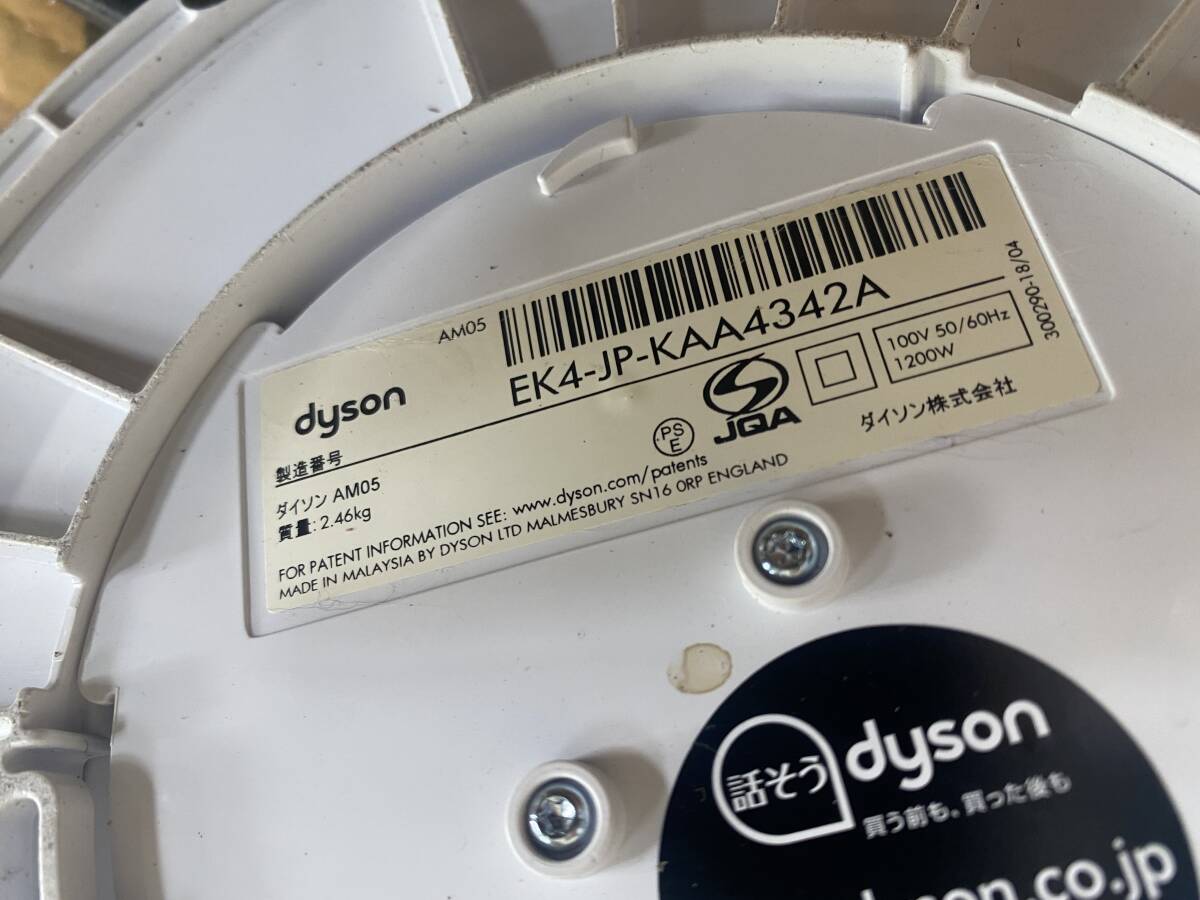 AM05
EK4-JP-KAA4342A
dyson
製造番号
ダイソン AM05
質量:2.46kg
PS
E
JQA
100V 50/60Hz
1200W
ダイソン株式会社
300290-18/04
FOR PATENT INFORMATION SEE: www.dyson.com/patents
MADE IN MALAYSIA BY DYSON LTD MALMESBURY SN16 0RP ENGLAND
話そう
dyson
買う前も、買った後も
dyson.co.jp